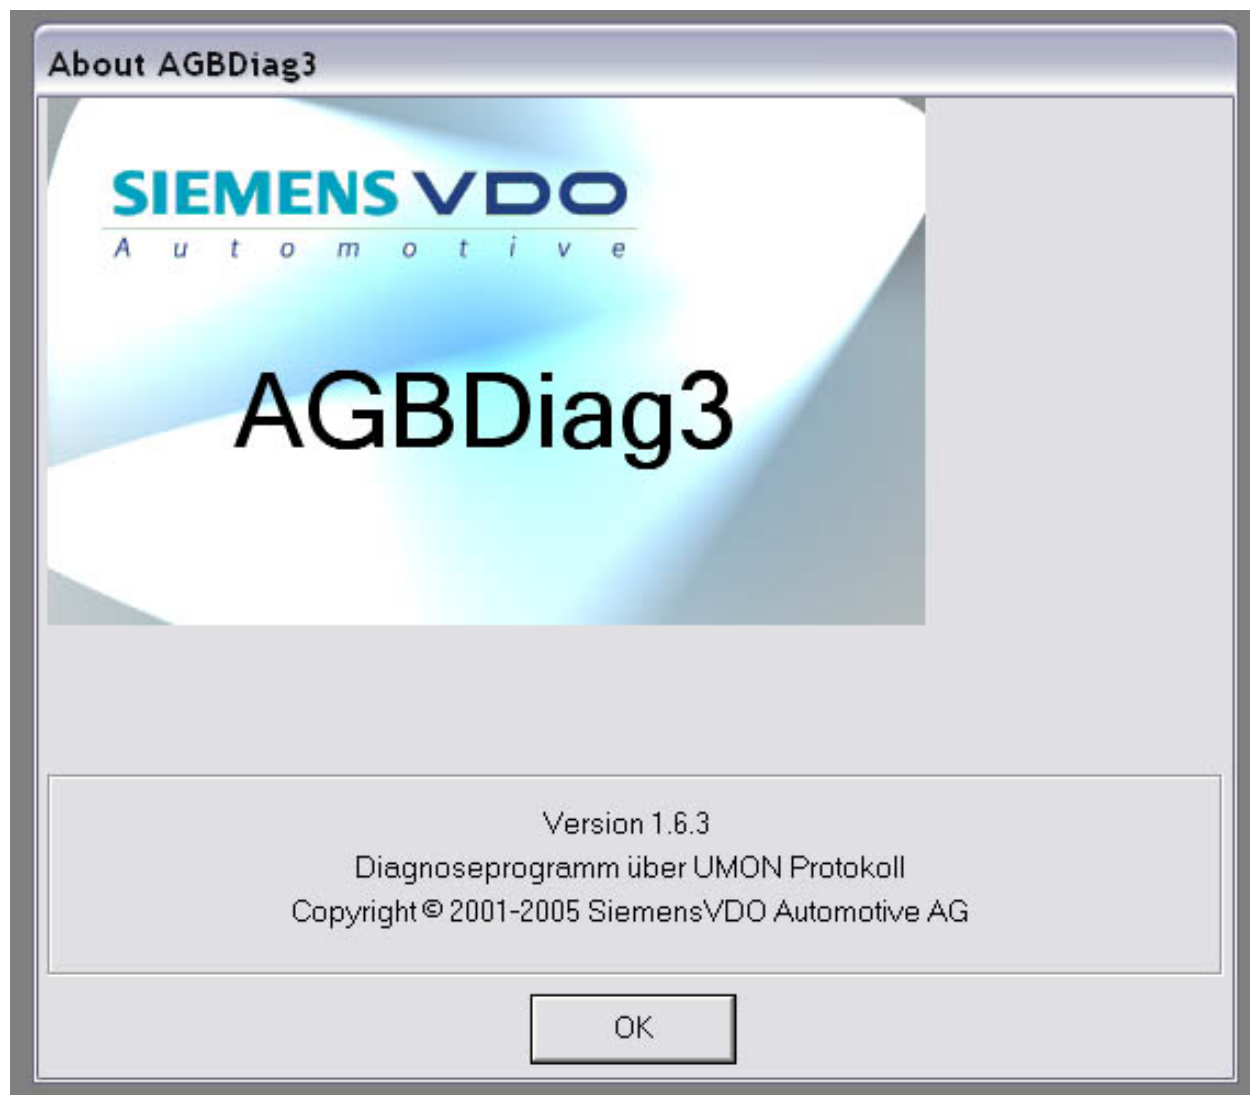 About AGBDiag3
SIEMENS VDO
Automotive
AGBDiag3
Version 1.6.3
Diagnoseprogramm über UMON Protokoll
Copyright © 2001-2005 SiemensVDO Automotive AG
OK